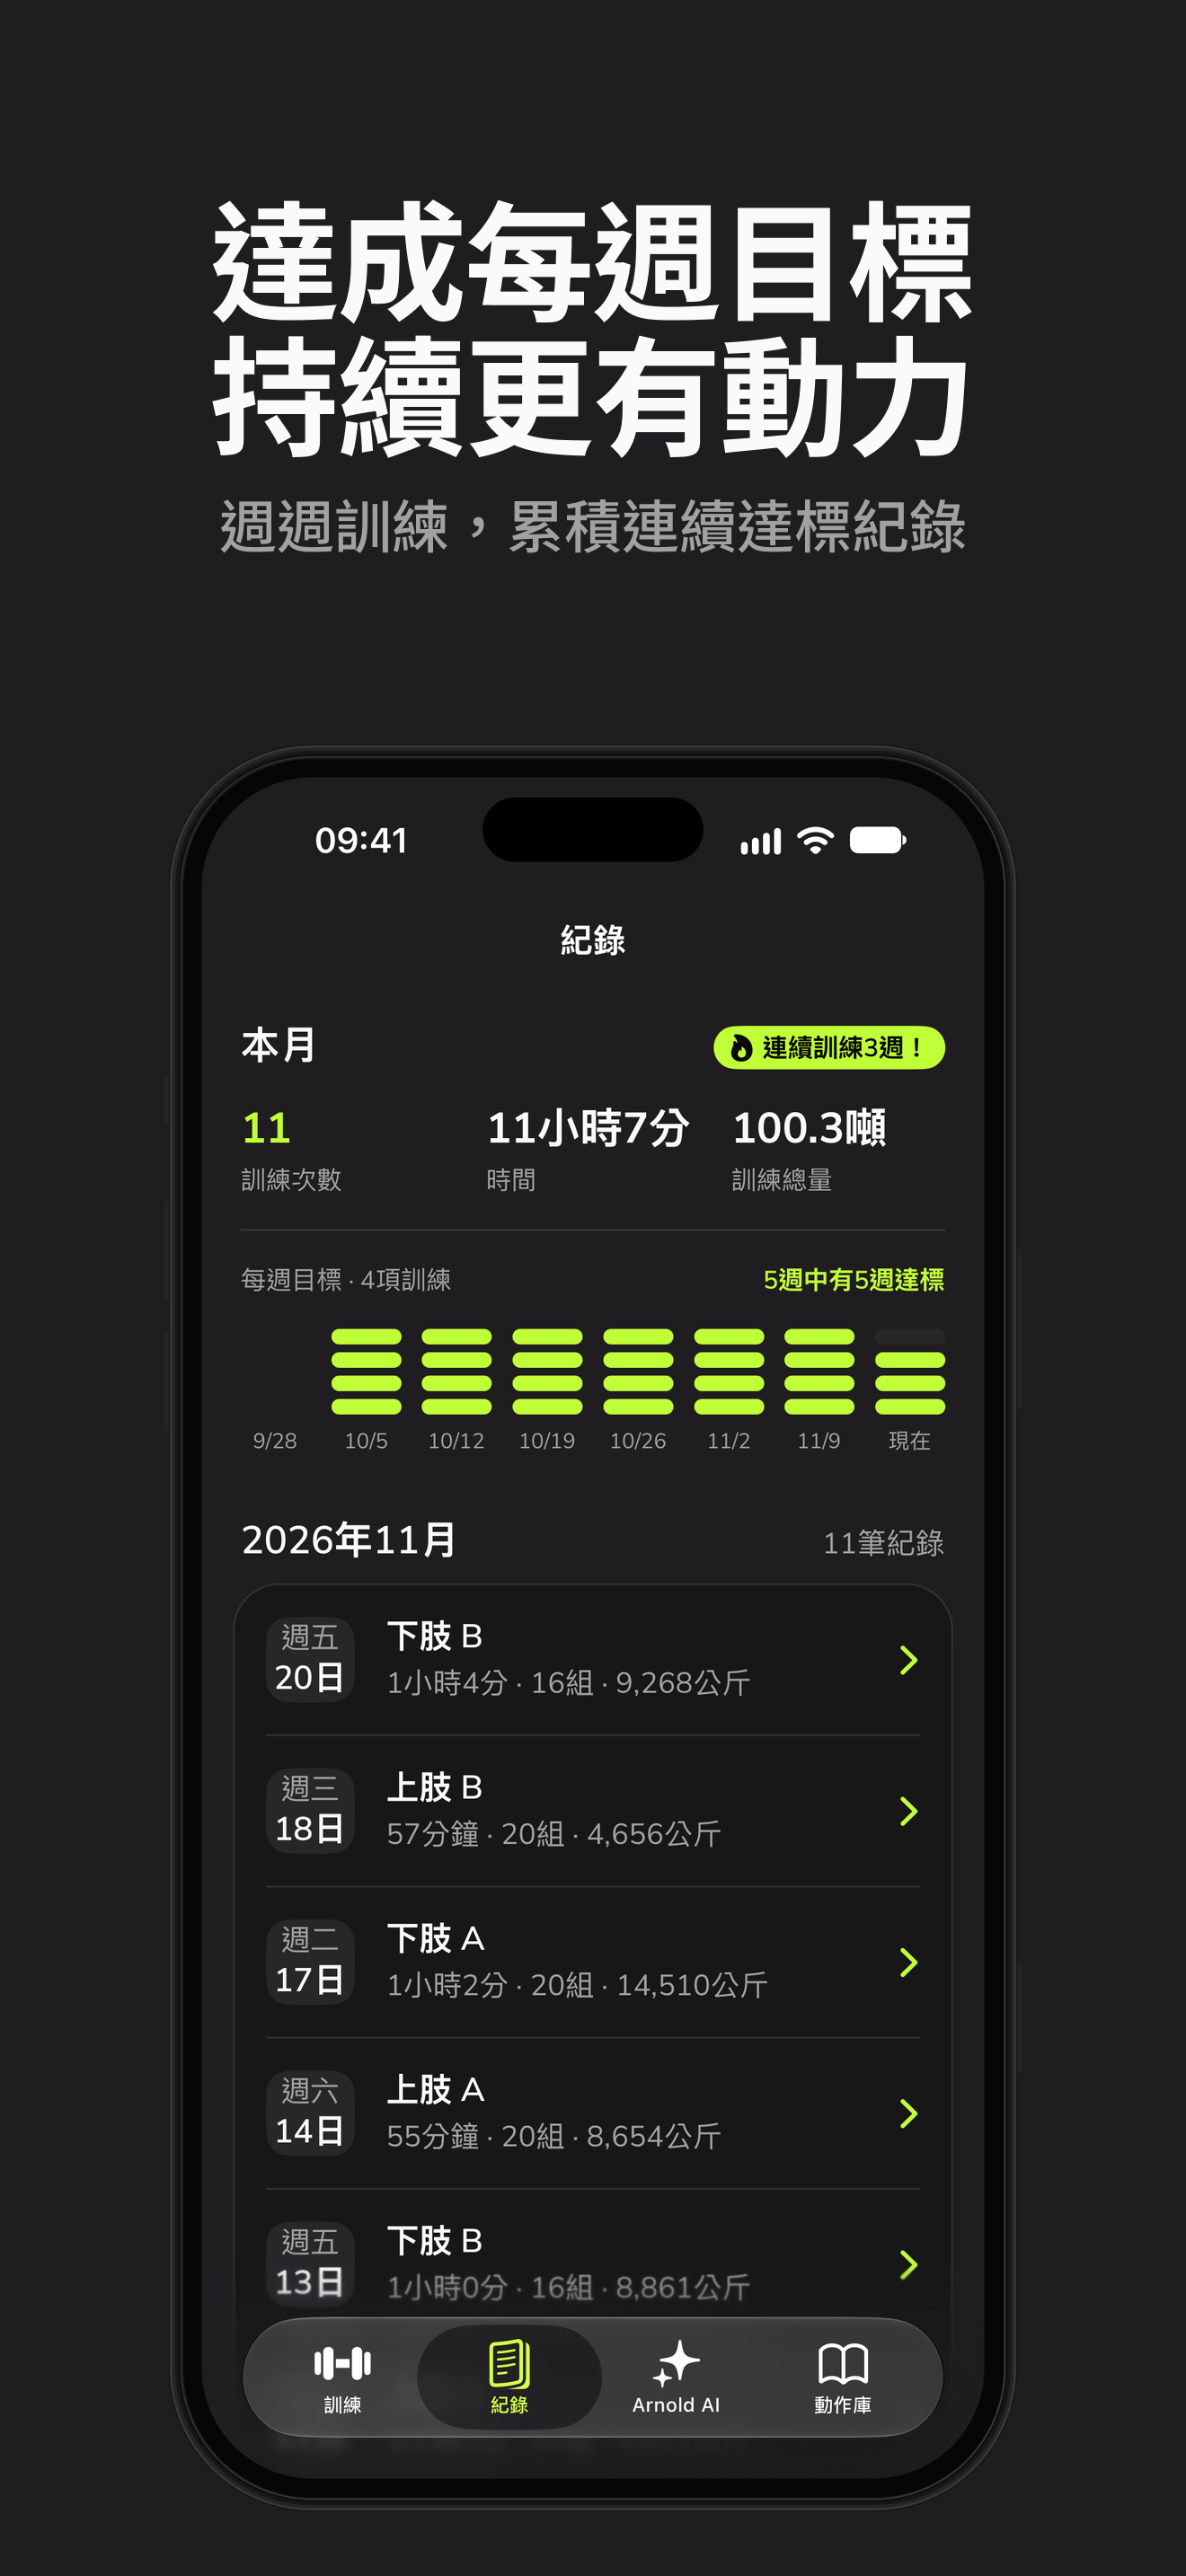 達成每週目標
持續更有動力
週週訓練，累積連續達標紀錄
09:41
紀錄
本月
連續訓練3週！
11
11小時7分
100.3噸
訓練次數
時間
訓練總量
每週目標 · 4項訓練
5週中有5週達標
9/28
10/5
10/12
10/19
10/26
11/2
11/9
現在
2026年11月
11筆紀錄
週五
20日
下肢 B
1小時4分 · 16組 · 9,268公斤
週三
18日
上肢 B
57分鐘 · 20組 · 4,656公斤
週二
17日
下肢 A
1小時2分 · 20組 · 14,510公斤
週六
14日
上肢 A
55分鐘 · 20組 · 8,654公斤
週五
13日
下肢 B
1小時0分 · 16組 · 8,861公斤
訓練
紀錄
Arnold AI
動作庫